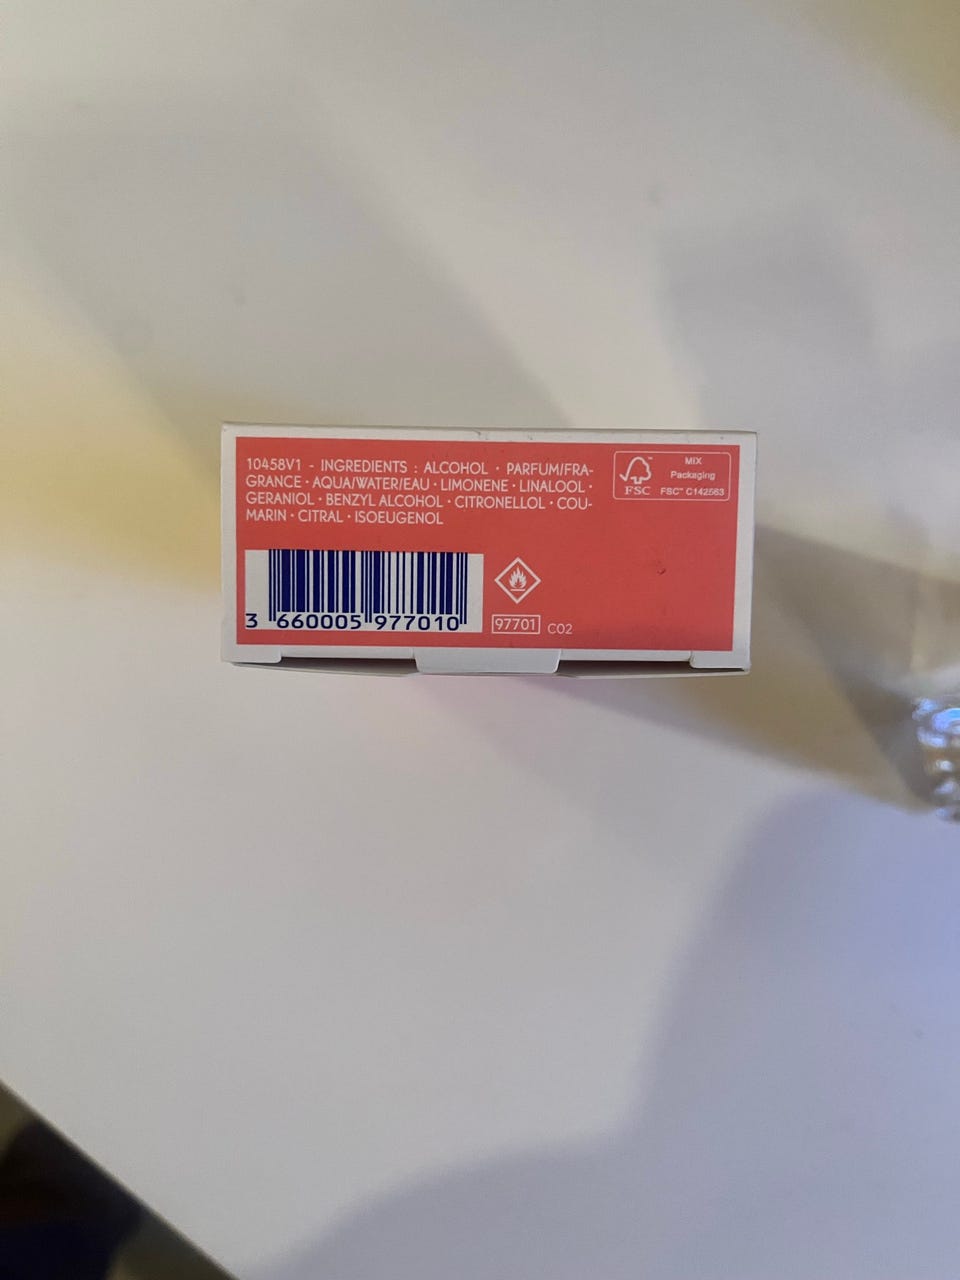 10458V1 - INGREDIENTS : ALCOHOL · PARFUM/FRA-
GRANCE · AQUA/WATER/EAU · LIMONENE · LINALOOL ·
GERANIOL · BENZYL ALCOHOL · CITRONELLOL · COU-
MARIN · CITRAL · ISOEUGENOL
MIX
Packaging
FSC™ C142563
FSC
3 660005 977010
97701 C02